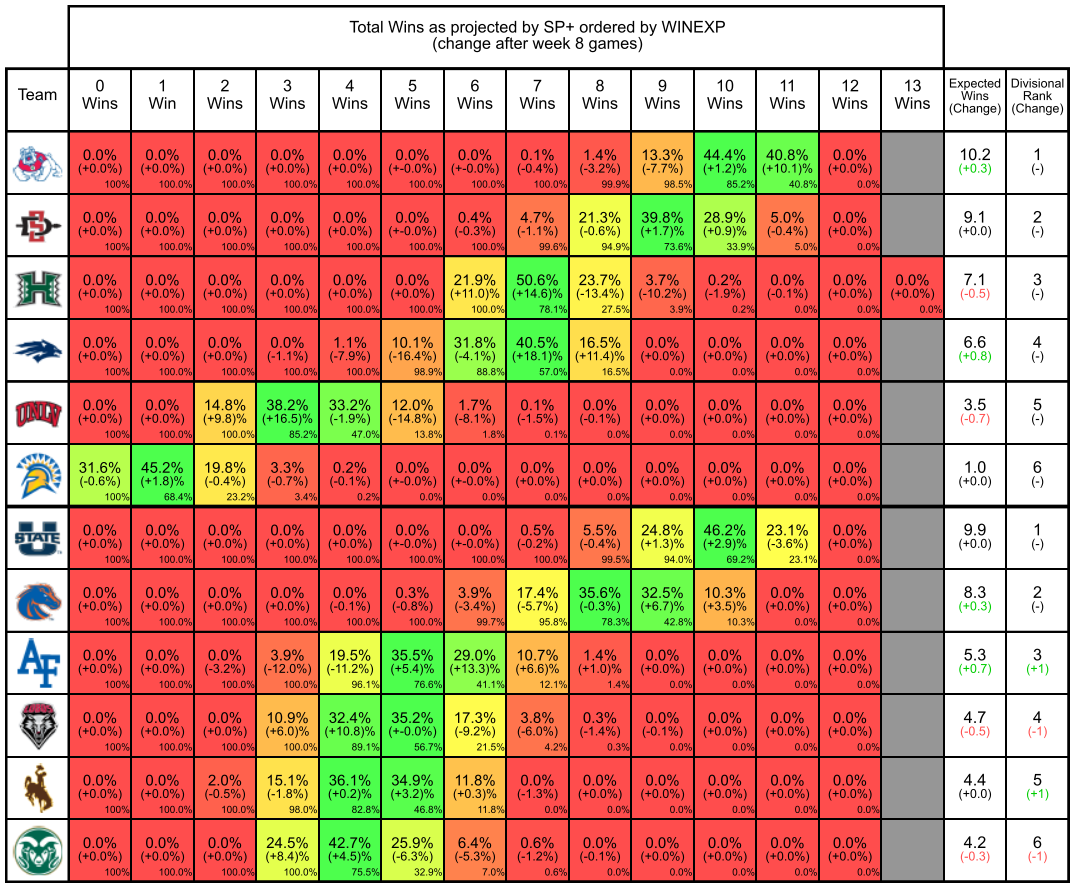 Total Wins as projected by SP+ ordered by WINEXP
(change after week 8 games)
Team 0 Wins 1 Win 2 Wins 3 Wins 4 Wins 5 Wins 6 Wins 7 Wins 8 Wins 9 Wins 10 Wins 11 Wins 12 Wins 13 Wins Expected Wins (Change) Divisional Rank (Change)
0.0% 0.0% 0.0% 0.0% 0.0% 0.0% 0.0% 0.1% 1.4% 13.3% 44.4% 40.8% 0.0% 10.2 1
(+0.0%) (+0.0%) (+0.0%) (+0.0%) (+0.0%) (+-0.0%) (+-0.0%) (-0.4%) (-3.2%) (-7.7%) (+1.2)% (+10.1)% (+0.0%) (+0.3) (-)
100% 100.0% 100.0% 100.0% 100.0% 100.0% 100.0% 100.0% 99.9% 98.5% 85.2% 40.8% 0.0%
SD 0.0% 0.0% 0.0% 0.0% 0.0% 0.0% 0.4% 4.7% 21.3% 39.8% 28.9% 5.0% 0.0% 9.1 2
(+0.0%) (+0.0%) (+0.0%) (+0.0%) (+0.0%) (+-0.0%) (-0.3%) (-1.1%) (-0.6%) (+1.7)% (+0.9)% (-0.4%) (+0.0%) (+0.0) (-)
100% 100.0% 100.0% 100.0% 100.0% 100.0% 100.0% 99.6% 94.9% 73.6% 33.9% 5.0% 0.0%
H 0.0% 0.0% 0.0% 0.0% 0.0% 0.0% 21.9% 50.6% 23.7% 3.7% 0.2% 0.0% 0.0% 0.0% 7.1 3
(+0.0%) (+0.0%) (+0.0%) (+0.0%) (+0.0%) (+0.0%) (+11.0)% (+14.6)% (-13.4%) (-10.2%) (-1.9%) (-0.1%) (+0.0%) (+0.0%) (-0.5) (-)
100% 100.0% 100.0% 100.0% 100.0% 100.0% 100.0% 78.1% 27.5% 3.9% 0.2% 0.0% 0.0% 0.0%
0.0% 0.0% 0.0% 0.0% 1.1% 10.1% 31.8% 40.5% 16.5% 0.0% 0.0% 0.0% 0.0% 6.6 4
(+0.0%) (+0.0%) (+0.0%) (-1.1%) (-7.9%) (-16.4%) (-4.1%) (+18.1)% (+11.4)% (+0.0%) (+0.0%) (+0.0%) (+0.0%) (+0.8) (-)
100% 100.0% 100.0% 100.0% 100.0% 98.9% 88.8% 57.0% 16.5% 0.0% 0.0% 0.0% 0.0%
UNLV 0.0% 0.0% 14.8% 38.2% 33.2% 12.0% 1.7% 0.1% 0.0% 0.0% 0.0% 0.0% 0.0% 3.5 5
(+0.0%) (+0.0%) (+9.8)% (+16.5)% (-1.9%) (-14.8%) (-8.1%) (-1.5%) (-0.1%) (+0.0%) (+0.0%) (+0.0%) (+0.0%) (-0.7) (-)
100% 100.0% 100.0% 85.2% 47.0% 13.8% 1.8% 0.1% 0.0% 0.0% 0.0% 0.0% 0.0%
31.6% 45.2% 19.8% 3.3% 0.2% 0.0% 0.0% 0.0% 0.0% 0.0% 0.0% 0.0% 0.0% 1.0 6
(-0.6%) (+1.8)% (-0.4%) (-0.7%) (-0.1%) (+-0.0%) (+-0.0%) (+0.0%) (+0.0%) (+0.0%) (+0.0%) (+0.0%) (+0.0%) (+0.0) (-)
100% 68.4% 23.2% 3.4% 0.2% 0.0% 0.0% 0.0% 0.0% 0.0% 0.0% 0.0% 0.0%
STATE 0.0% 0.0% 0.0% 0.0% 0.0% 0.0% 0.0% 0.5% 5.5% 24.8% 46.2% 23.1% 0.0% 9.9 1
(+0.0%) (+0.0%) (+0.0%) (+0.0%) (+0.0%) (+-0.0%) (+-0.0%) (-0.2%) (-0.4%) (+1.3)% (+2.9)% (-3.6%) (+0.0%) (+0.0) (-)
100% 100.0% 100.0% 100.0% 100.0% 100.0% 100.0% 100.0% 99.5% 94.0% 69.2% 23.1% 0.0%
0.0% 0.0% 0.0% 0.0% 0.0% 0.3% 3.9% 17.4% 35.6% 32.5% 10.3% 0.0% 0.0% 8.3 2
(+0.0%) (+0.0%) (+0.0%) (+0.0%) (-0.1%) (-0.8%) (-3.4%) (-5.7%) (-0.3%) (+6.7)% (+3.5)% (+0.0%) (+0.0%) (+0.3) (-)
100% 100.0% 100.0% 100.0% 100.0% 100.0% 99.7% 95.8% 78.3% 42.8% 10.3% 0.0% 0.0%
AF 0.0% 0.0% 0.0% 3.9% 19.5% 35.5% 29.0% 10.7% 1.4% 0.0% 0.0% 0.0% 0.0% 5.3 3
(+0.0%) (+0.0%) (-3.2%) (-12.0%) (-11.2%) (+5.4)% (+13.3)% (+6.6)% (+1.0)% (+0.0%) (+0.0%) (+0.0%) (+0.0%) (+0.7) (+1)
100% 100.0% 100.0% 100.0% 96.1% 76.6% 41.1% 12.1% 1.4% 0.0% 0.0% 0.0% 0.0%
0.0% 0.0% 0.0% 10.9% 32.4% 35.2% 17.3% 3.8% 0.3% 0.0% 0.0% 0.0% 0.0% 4.7 4
(+0.0%) (+0.0%) (+0.0%) (+6.0)% (+10.8)% (+-0.0%) (-9.2%) (-6.0%) (-1.4%) (-0.1%) (+0.0%) (+0.0%) (+0.0%) (-0.5) (-1)
100% 100.0% 100.0% 100.0% 89.1% 56.7% 21.5% 4.2% 0.3% 0.0% 0.0% 0.0% 0.0%
0.0% 0.0% 2.0% 15.1% 36.1% 34.9% 11.8% 0.0% 0.0% 0.0% 0.0% 0.0% 0.0% 4.4 5
(+0.0%) (+0.0%) (-0.5%) (-1.8%) (+0.2)% (+3.2)% (+0.3)% (-1.3%) (+0.0%) (+0.0%) (+0.0%) (+0.0%) (+0.0%) (+0.0) (+1)
100% 100.0% 100.0% 98.0% 82.8% 46.8% 11.8% 0.0% 0.0% 0.0% 0.0% 0.0% 0.0%
0.0% 0.0% 0.0% 24.5% 42.7% 25.9% 6.4% 0.6% 0.0% 0.0% 0.0% 0.0% 0.0% 4.2 6
(+0.0%) (+0.0%) (+0.0%) (+8.4)% (+4.5)% (-6.3%) (-5.3%) (-1.2%) (-0.1%) (+0.0%) (+0.0%) (+0.0%) (+0.0%) (-0.3) (-1)
100% 100.0% 100.0% 100.0% 75.5% 32.9% 7.0% 0.6% 0.0% 0.0% 0.0% 0.0% 0.0%